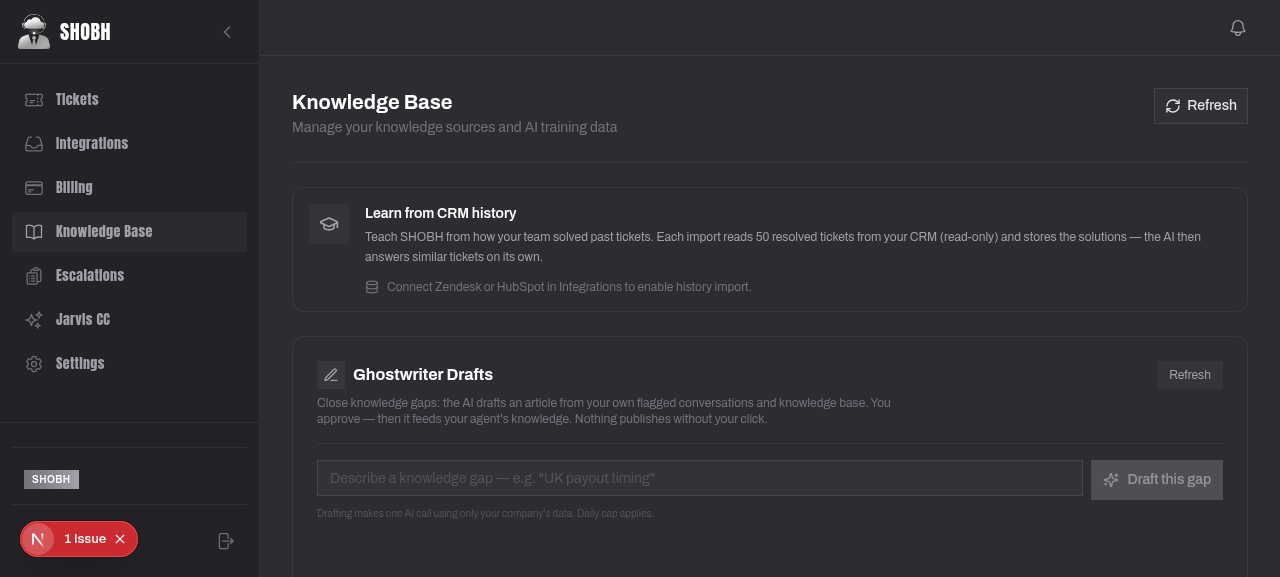 SHOBH
Tickets
Integrations
Billing
Knowledge Base
Escalations
Jarvis CC
Settings
SHOBH
N
1 Issue
Knowledge Base
Manage your knowledge sources and AI training data
Refresh
Learn from CRM history
Teach SHOBH from how your team solved past tickets. Each import reads 50 resolved tickets from your CRM (read-only) and stores the solutions — the AI then
answers similar tickets on its own.
Connect Zendesk or HubSpot in Integrations to enable history import.
Ghostwriter Drafts
Refresh
Close knowledge gaps: the AI drafts an article from your own flagged conversations and knowledge base. You
approve — then it feeds your agent's knowledge. Nothing publishes without your click.
Describe a knowledge gap — e.g. "UK payout timing"
Draft this gap
Drafting makes one AI call using only your company's data. Daily cap applies.